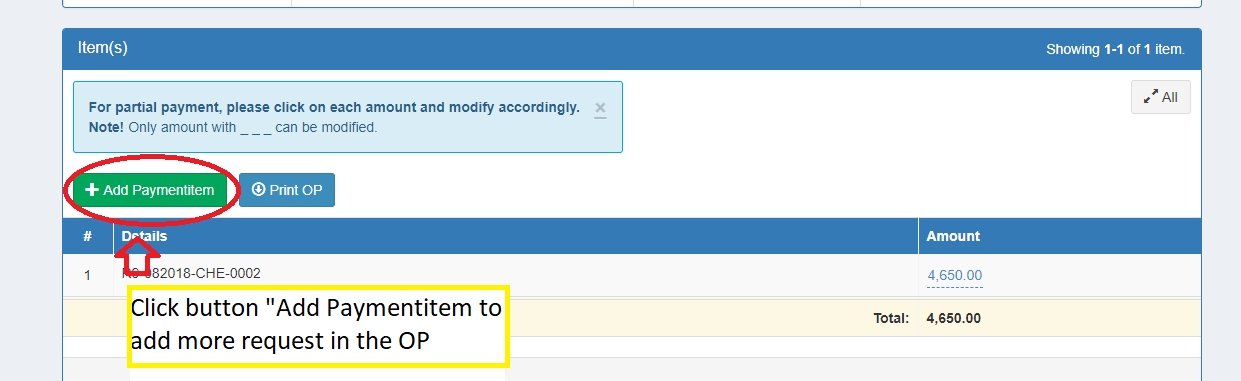 Item(s)
Showing 1-1 of 1 item.
For partial payment, please click on each amount and modify accordingly. ×
Note! Only amount with _ _ _ can be modified.
All
Add Paymentitem
Print OP
# Details Amount
1 R9-082018-CHE-0002 4,650.00
Total: 4,650.00
Click button "Add Paymentitem to
add more request in the OP